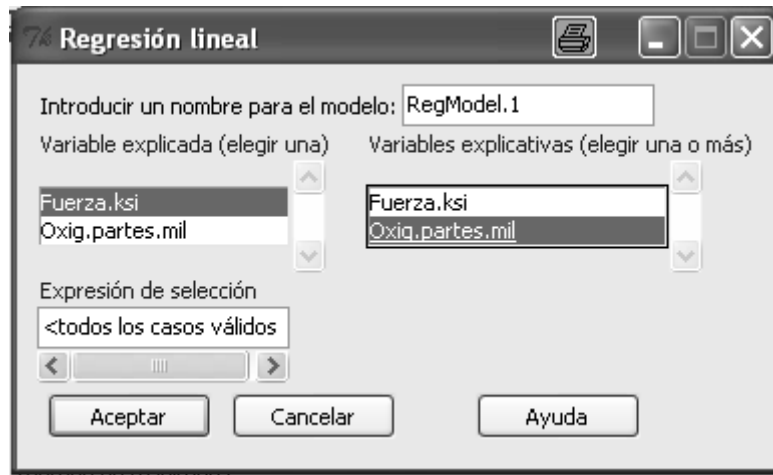 Regresión lineal
Introducir un nombre para el modelo: RegModel.1
Variable explicada (elegir una) Variables explicativas (elegir una o más)
Fuerza.ksi Fuerza.ksi
Oxig.partes.mil Oxig.partes.mil
Expresión de selección
<todos los casos válidos
Aceptar Cancelar Ayuda